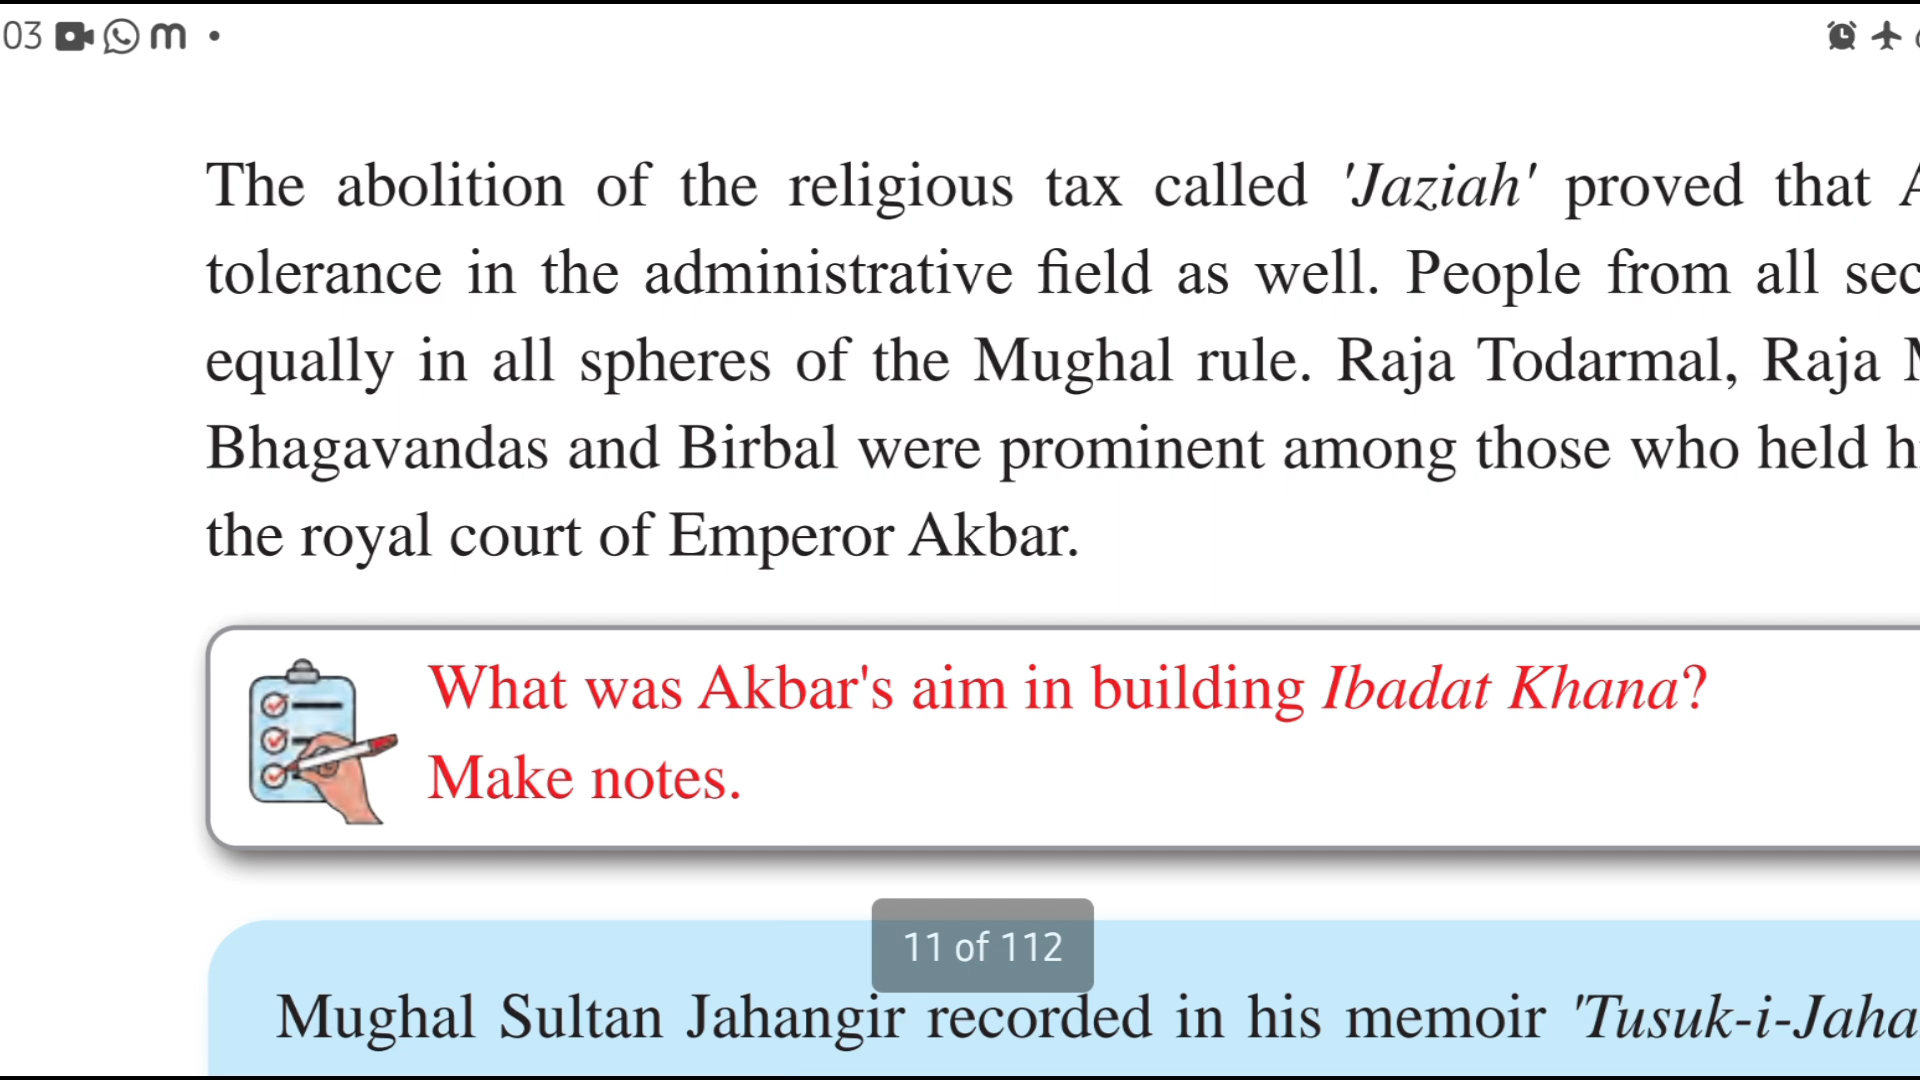 03
The abolition of the religious tax called 'Jaziah' proved that
tolerance in the administrative field as well. People from all
equally in all spheres of the Mughal rule. Raja Todarmal, Raja
Bhagavandas and Birbal were prominent among those who held
the royal court of Emperor Akbar.
What was Akbar's aim in building Ibadat Khana?
Make notes.
11 of 112
Mughal Sultan Jahangir recorded in his memoir